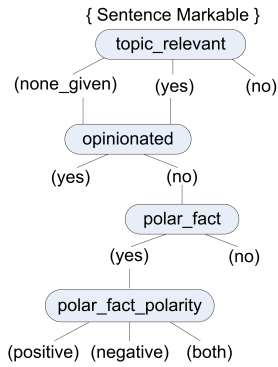 { Sentence Markable }
topic_relevant
(none_given) (yes) (no)
opinionated
(yes) (no)
polar_fact
(yes) (no)
polar_fact_polarity
(positive) (negative) (both)